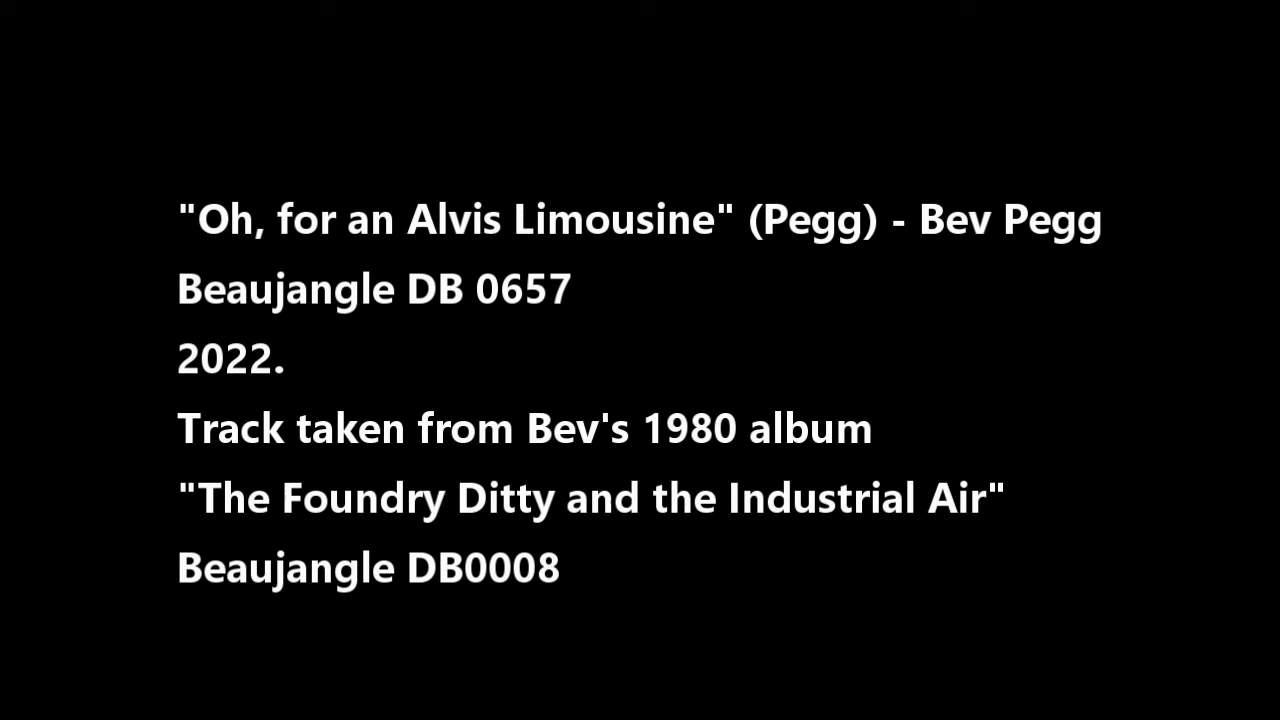 "Oh, for an Alvis Limousine" (Pegg) - Bev Pegg
Beaujangle DB 0657
2022.
Track taken from Bev's 1980 album
"The Foundry Ditty and the Industrial Air"
Beaujangle DB0008